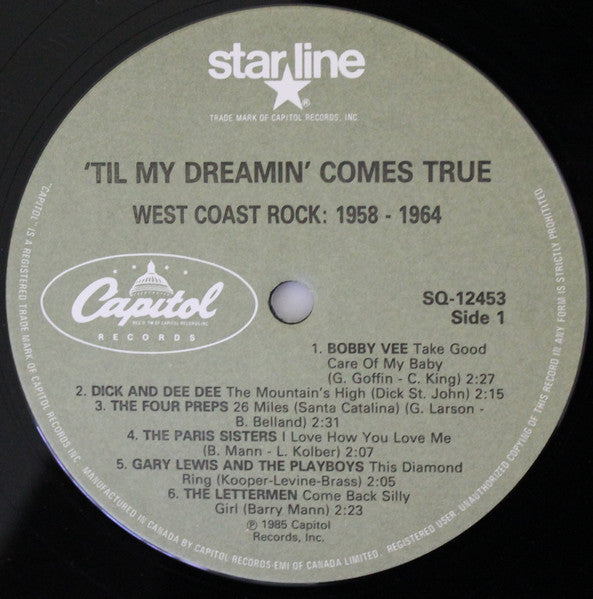 starline
®
TRADE MARK OF CAPITOL RECORDS, INC
'TIL MY DREAMIN' COMES TRUE
WEST COAST ROCK: 1958 - 1964
Capitol
REG'D. TM OF CAPITOL RECORDS INC
RECORDS
SQ-12453
Side 1
1. BOBBY VEE Take Good
Care Of My Baby
(G. Goffin - C. King) 2:27
2. DICK AND DEE DEE The Mountain's High (Dick St. John) 2:15
3. THE FOUR PREPS 26 Miles (Santa Catalina) (G. Larson -
B. Belland) 2:31
4. THE PARIS SISTERS I Love How You Love Me
(B. Mann - L. Kolber) 2:07
5. GARY LEWIS AND THE PLAYBOYS This Diamond
Ring (Kooper-Levine-Brass) 2:05
6. THE LETTERMEN Come Back Silly
Girl (Barry Mann) 2:23
℗ 1985 Capitol
Records, Inc.
"CAPITOL" IS A REGISTERED TRADE MARK OF CAPITOL RECORDS INC MANUFACTURED IN CANADA BY CAPITOL RECORDS-EMI OF CANADA LIMITED. REGISTERED USER. UNAUTHORIZED COPYING OF THIS RECORD IN ANY FORM IS STRICTLY PROHIBITED